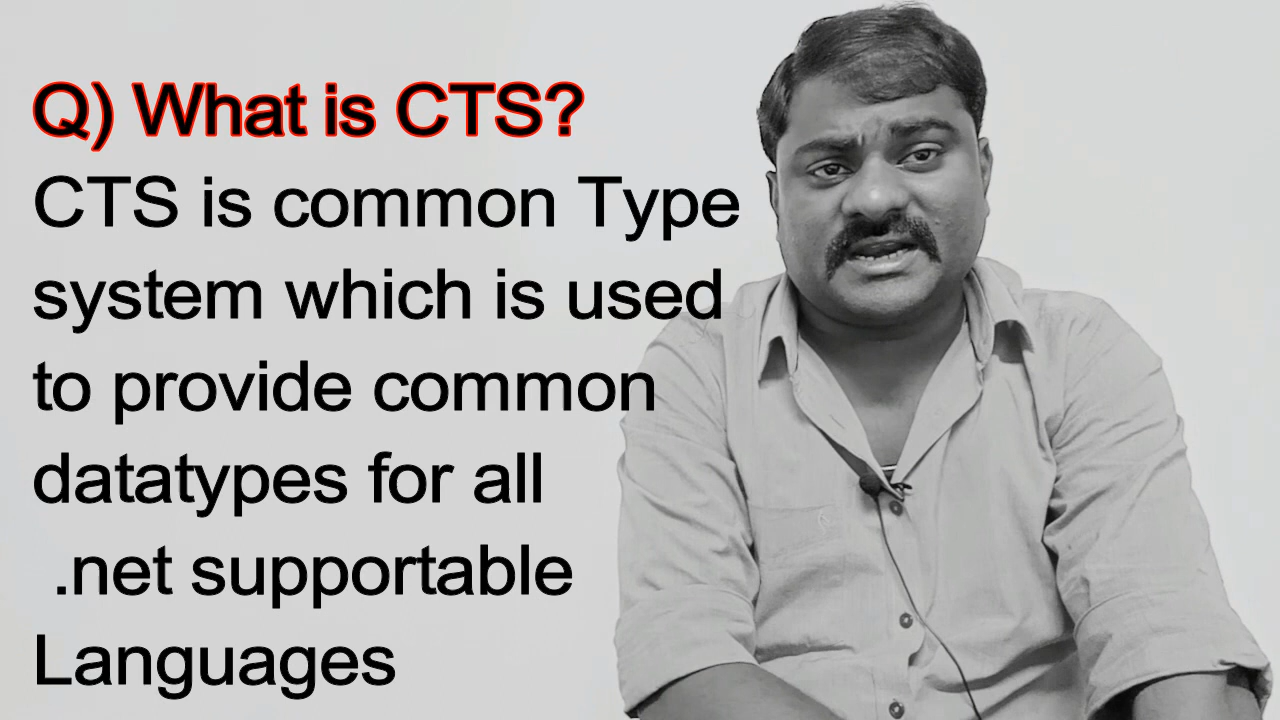 Q) What is CTS?
CTS is common Type
system which is used
to provide common
datatypes for all
.net supportable
Languages